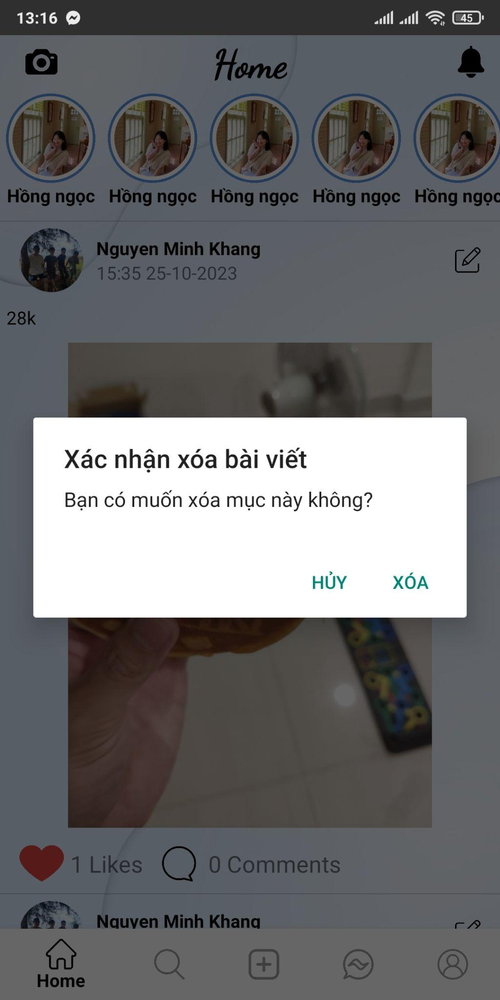 13:16
45
Home
Hồng ngọc Hồng ngọc Hồng ngọc Hồng ngọc Hồng ngọc
Nguyen Minh Khang
15:35 25-10-2023
28k
Xác nhận xóa bài viết
Bạn có muốn xóa mục này không?
HỦY XÓA
1 Likes 0 Comments
Nguyen Minh Khang
Home